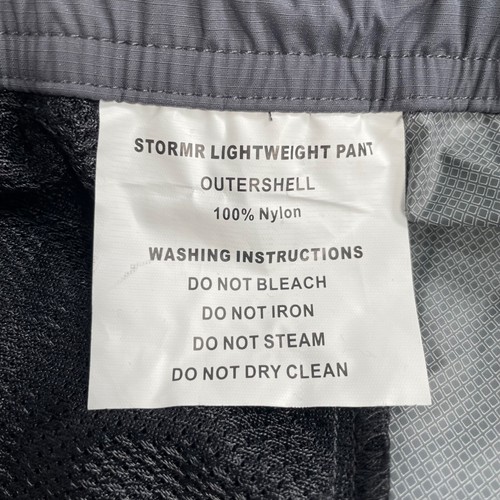 STORMR LIGHTWEIGHT PANT
OUTERSHELL
100% Nylon
WASHING INSTRUCTIONS
DO NOT BLEACH
DO NOT IRON
DO NOT STEAM
DO NOT DRY CLEAN